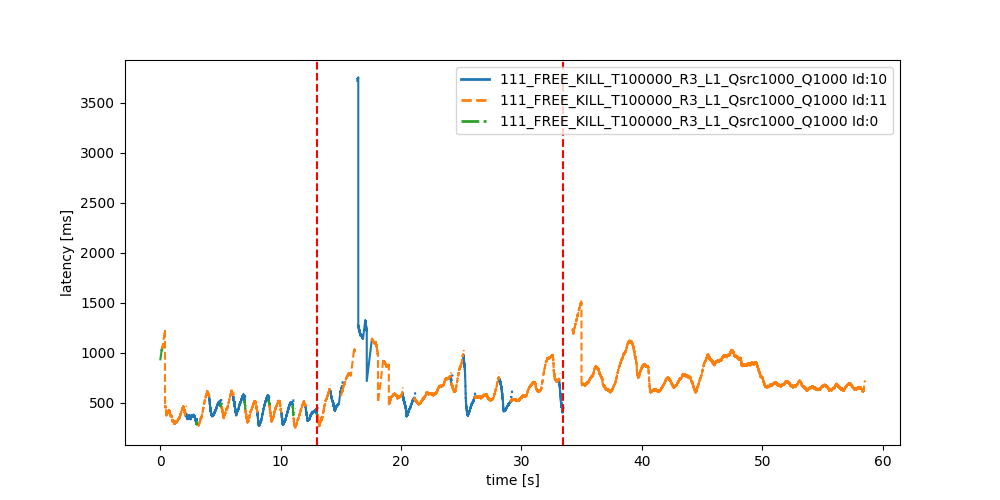 111_FREE_KILL_T100000_R3_L1_Qsrc1000_Q1000 Id:10
111_FREE_KILL_T100000_R3_L1_Qsrc1000_Q1000 Id:11
111_FREE_KILL_T100000_R3_L1_Qsrc1000_Q1000 Id:0
3500
3000
2500
2000
1500
1000
500
latency [ms]
0 10 20 30 40 50 60
time [s]